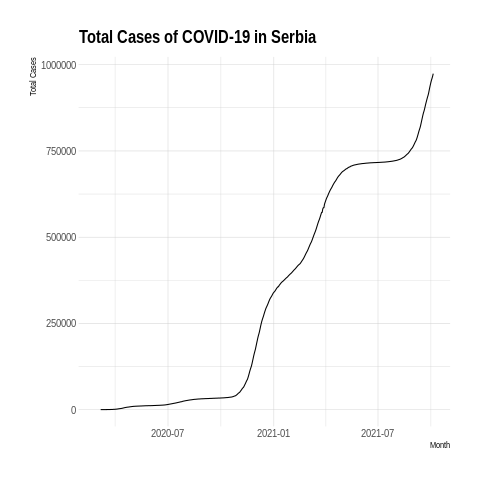 Total Cases of COVID-19 in Serbia
Total Cases
1000000
750000
500000
250000
0
2020-07
2021-01
2021-07
Month